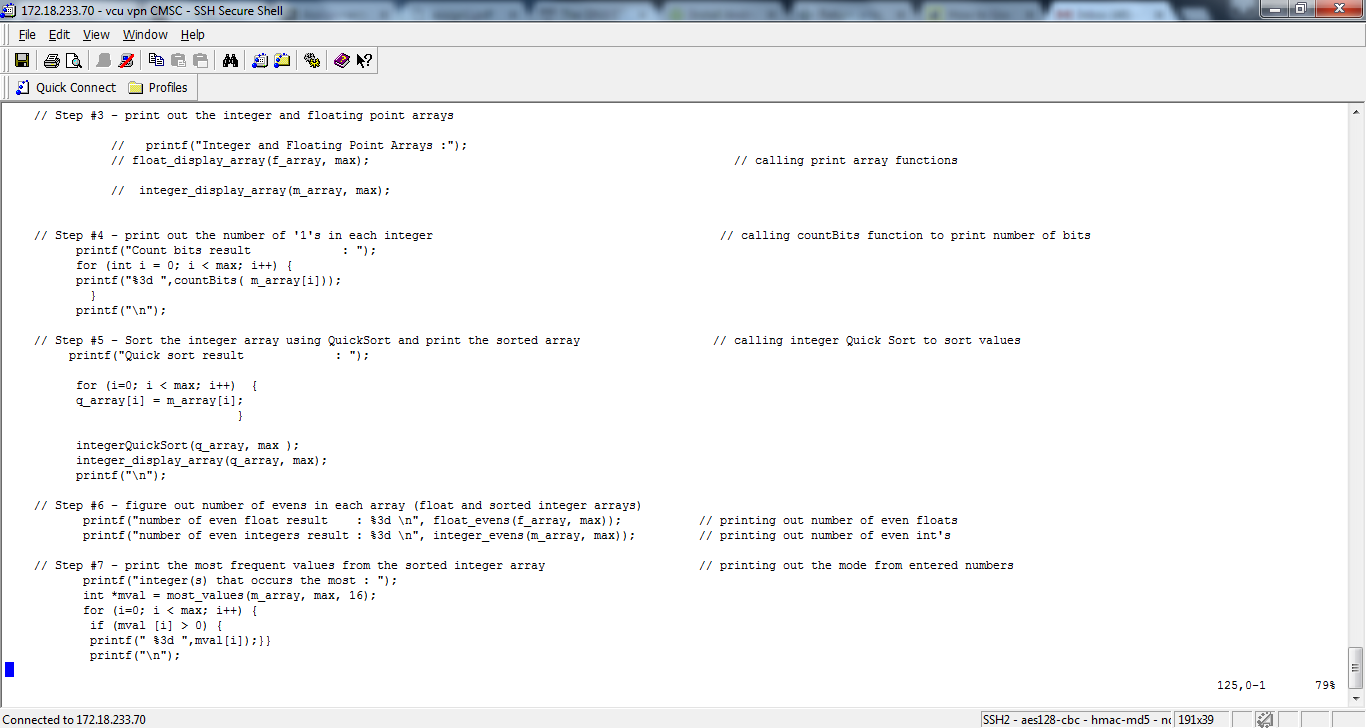 172.18.233.70 - vcu vpn CMSC - SSH Secure Shell
File Edit View Window Help
Quick Connect Profiles
// Step #3 - print out the integer and floating point arrays
// printf("Integer and Floating Point Arrays :");
// float_display_array(f_array, max); // calling print array functions
// integer_display_array(m_array, max);
// Step #4 - print out the number of '1's in each integer // calling countBits function to print number of bits
printf("Count bits result : ");
for (int i = 0; i < max; i++) {
printf("%3d ",countBits( m_array[i]));
}
printf("\n");
// Step #5 - Sort the integer array using QuickSort and print the sorted array // calling integer Quick Sort to sort values
printf("Quick sort result : ");
for (i=0; i < max; i++) {
q_array[i] = m_array[i];
}
integerQuickSort(q_array, max );
integer_display_array(q_array, max);
printf("\n");
// Step #6 - figure out number of evens in each array (float and sorted integer arrays)
printf("number of even float result : %3d \n", float_evens(f_array, max)); // printing out number of even floats
printf("number of even integers result : %3d \n", integer_evens(m_array, max)); // printing out number of even int's
// Step #7 - print the most frequent values from the sorted integer array // printing out the mode from entered numbers
printf("integer(s) that occurs the most : ");
int *mval = most_values(m_array, max, 16);
for (i=0; i < max; i++) {
if (mval [i] > 0) {
printf(" %3d ",mval[i]);}}
printf("\n");
125,0-1 79%
Connected to 172.18.233.70 SSH2 - aes128-cbc - hmac-md5 - nc 191x39